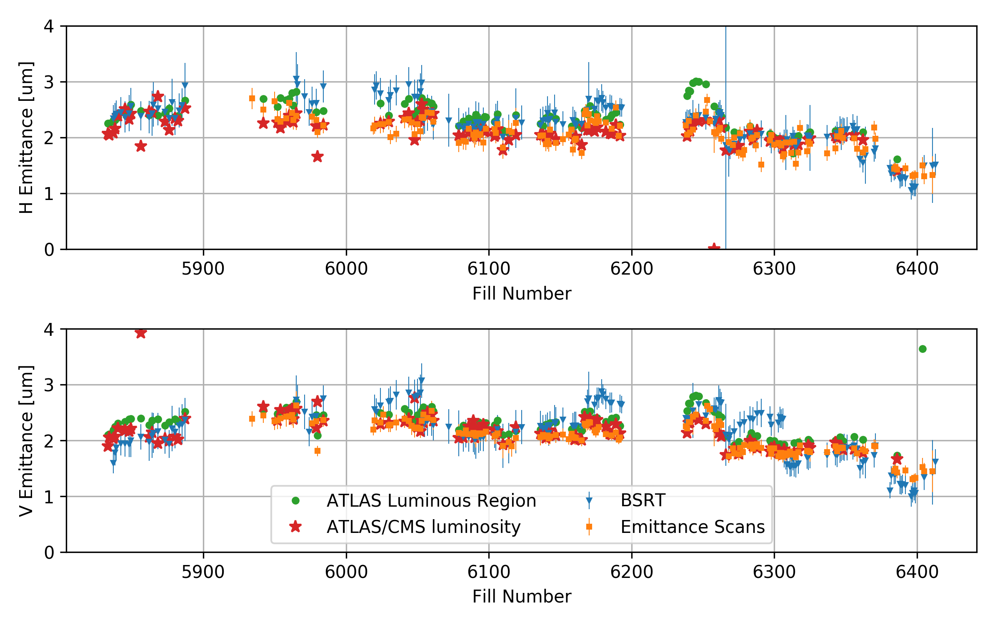 4
3
2
1
0
H Emittance [um]
5900 6000 6100 6200 6300 6400
Fill Number
4
3
2
1
0
V Emittance [um]
ATLAS Luminous Region
ATLAS/CMS luminosity
BSRT
Emittance Scans
5900 6000 6100 6200 6300 6400
Fill Number